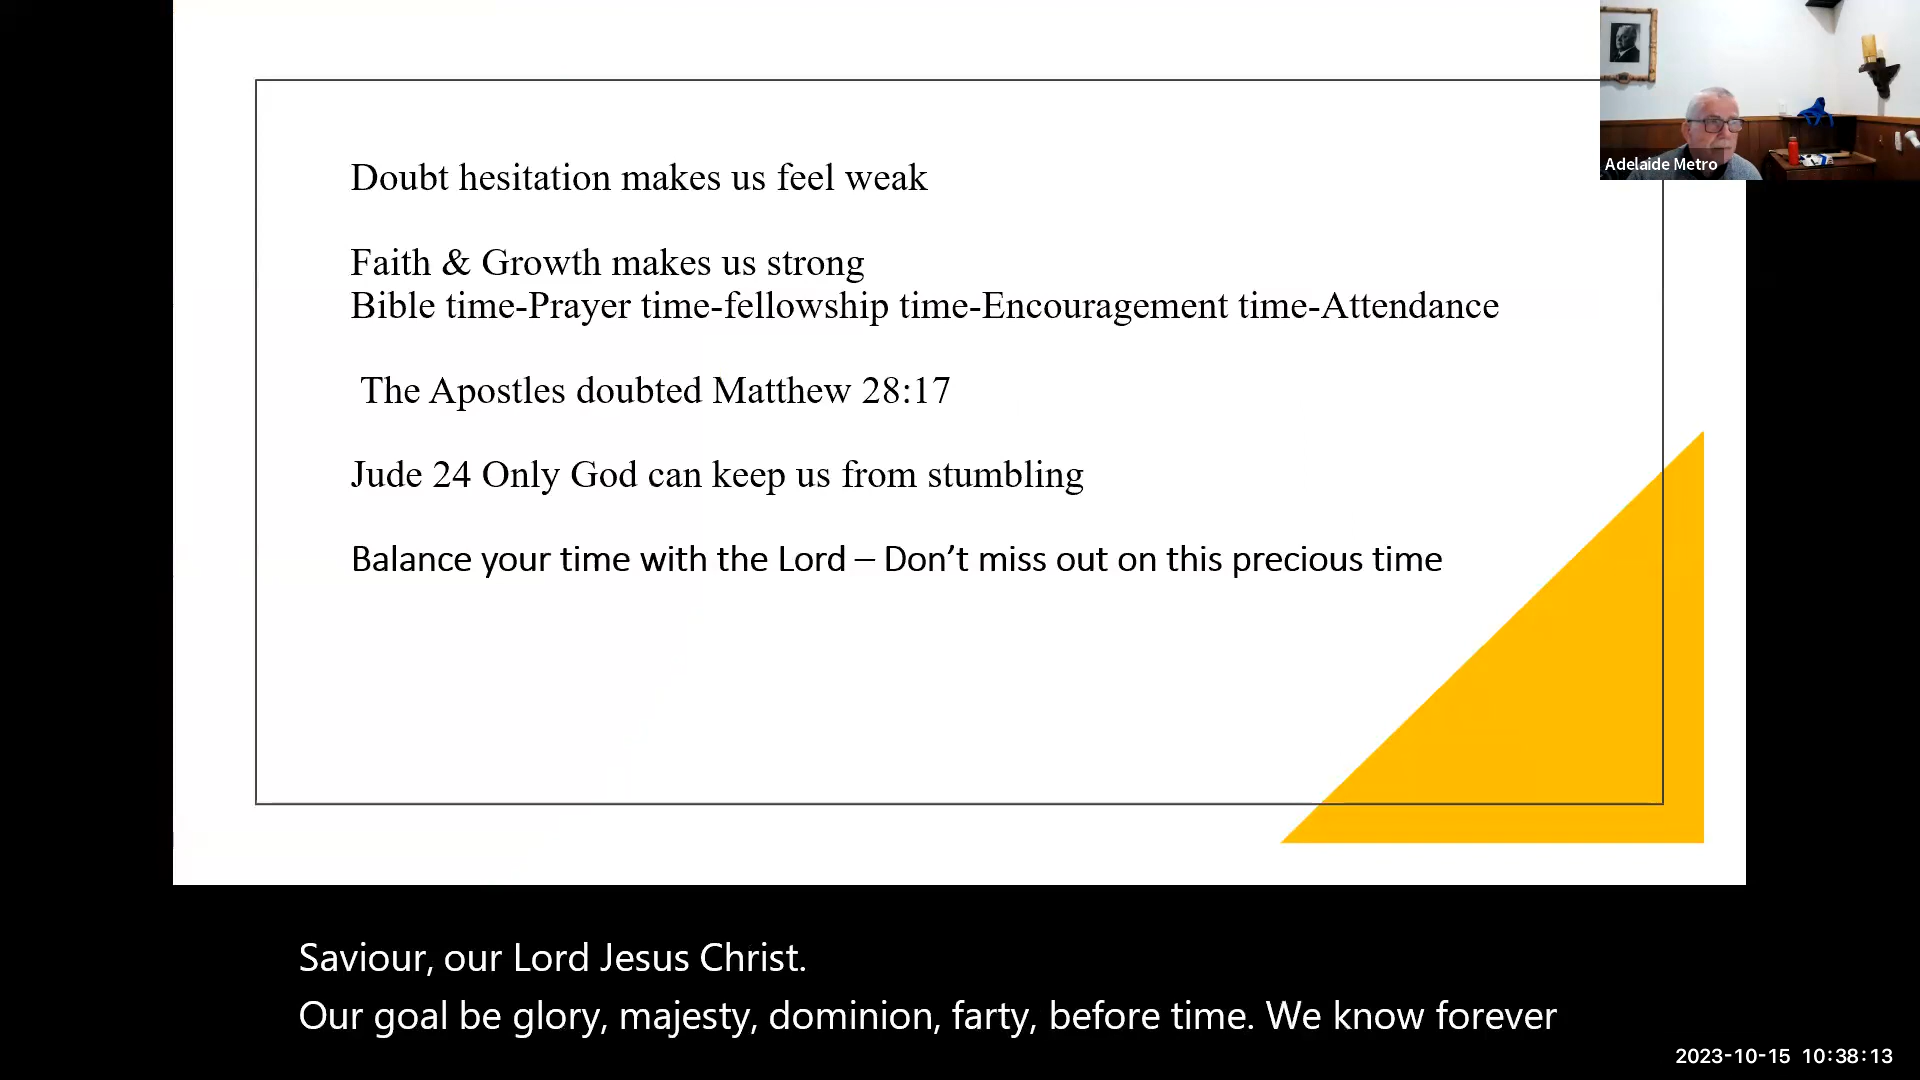 Doubt hesitation makes us feel weak
Faith & Growth makes us strong
Bible time-Prayer time-fellowship time-Encouragement time-Attendance
The Apostles doubted Matthew 28:17
Jude 24 Only God can keep us from stumbling
Balance your time with the Lord – Don’t miss out on this precious time
Adelaide Metro
Saviour, our Lord Jesus Christ.
Our goal be glory, majesty, dominion, farty, before time. We know forever
2023-10-15 10:38:13